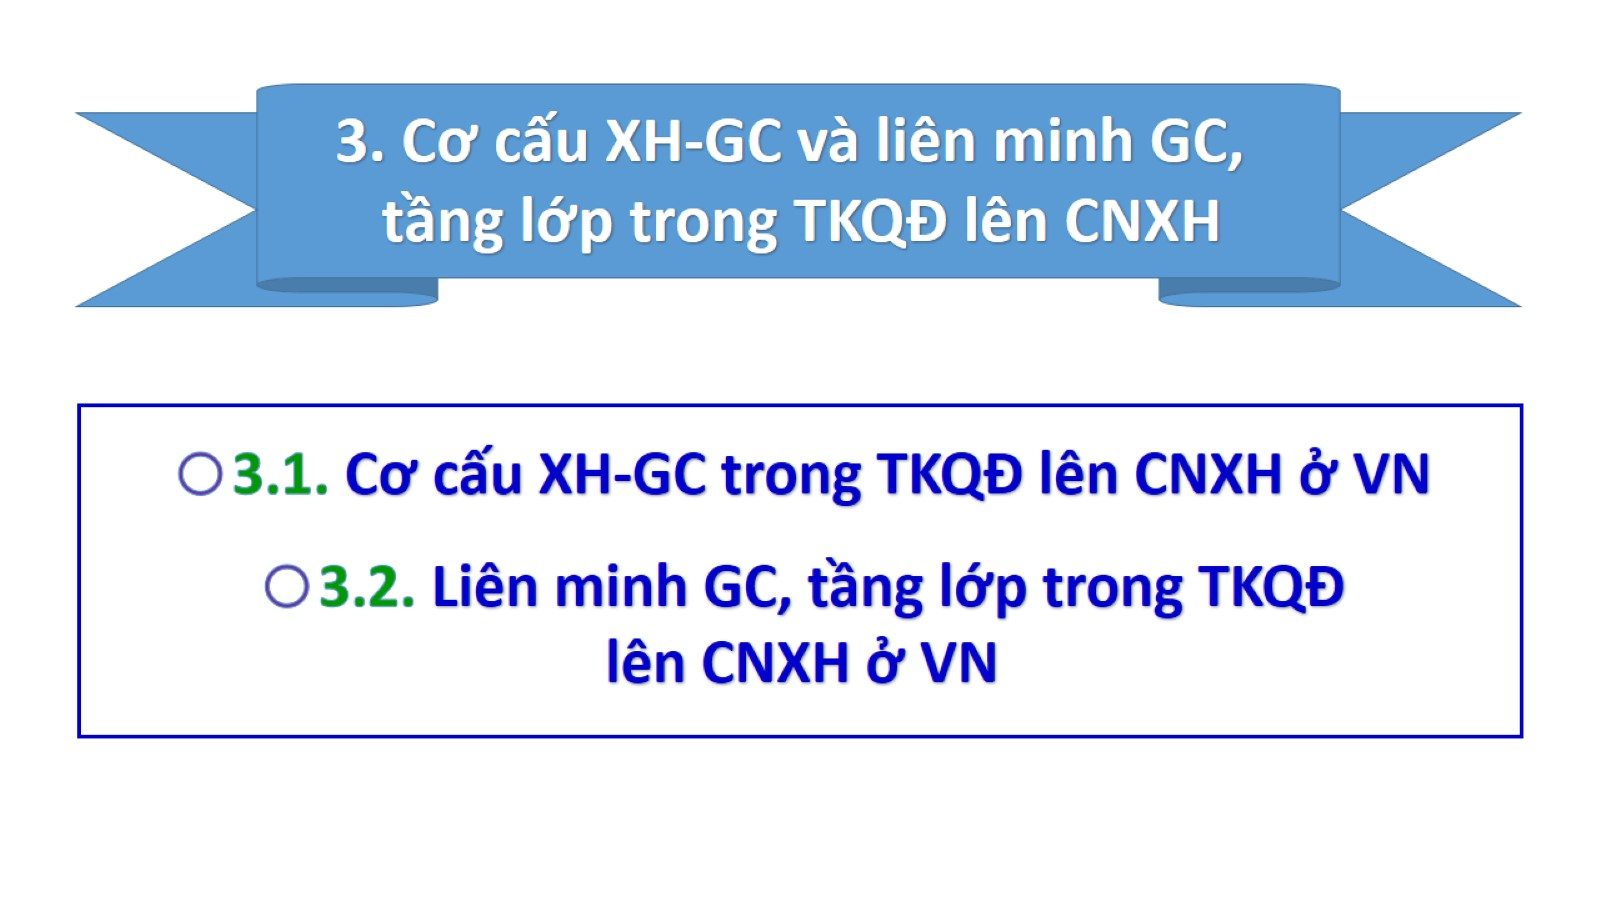 3. Cơ cấu XH-GC và liên minh GC,
tầng lớp trong TKQĐ lên CNXH
3.1. Cơ cấu XH-GC trong TKQĐ lên CNXH ở VN
3.2. Liên minh GC, tầng lớp trong TKQĐ
lên CNXH ở VN